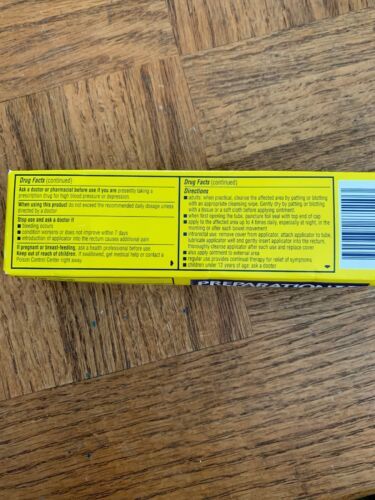 Drug Facts (continued)
Ask a doctor or pharmacist before use if you are presently taking a
prescription drug for high blood pressure or depression.
When using this product do not exceed the recommended daily dosage unless
directed by a doctor
Stop use and ask a doctor if
■ bleeding occurs
■ condition worsens or does not improve within 7 days
■ introduction of applicator into the rectum causes additional pain
If pregnant or breast-feeding, ask a health professional before use.
Keep out of reach of children. If swallowed, get medical help or contact a
Poison Control Center right away.
Drug Facts (continued)
Directions
■ adults: when practical, cleanse the affected area by patting or blotting
with an appropriate cleansing wipe. Gently dry by patting or blotting
with a tissue or a soft cloth before applying ointment.
■ when first opening the tube, puncture foil seal with top end of cap
■ apply to the affected area up to 4 times daily, especially at night, in the
morning or after each bowel movement
■ intrarectal use: remove cover from applicator, attach applicator to tube,
lubricate applicator well and gently insert applicator into the rectum,
thoroughly cleanse applicator after each use and replace cover
■ also apply ointment to external area
■ regular use provides continual therapy for relief of symptoms
■ children under 12 years of age: ask a doctor
PREPARATION